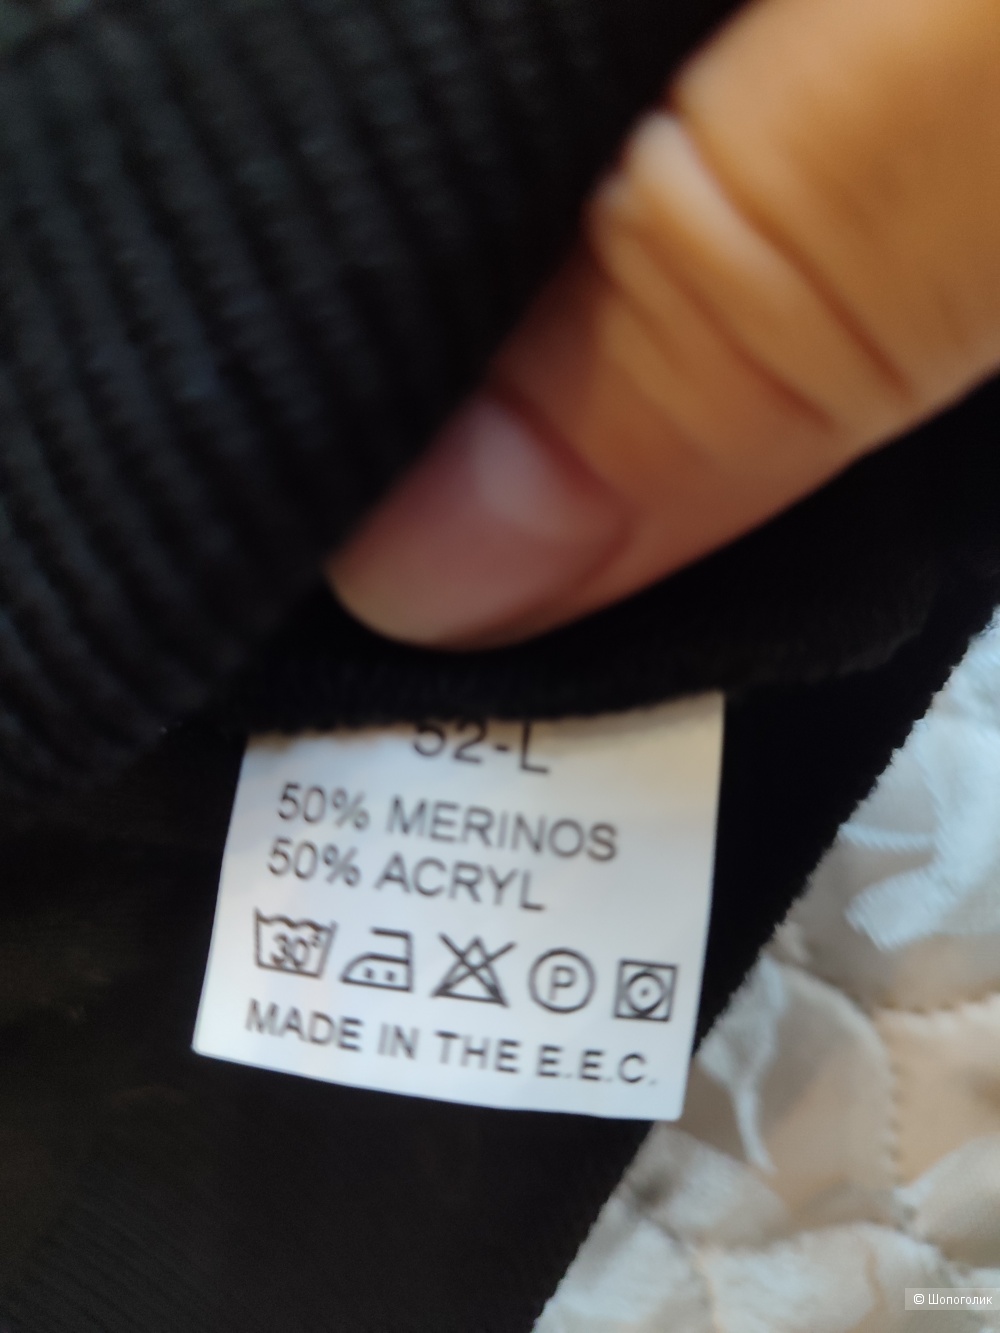 52-L
50% MERINOS
50% ACRYL
30°
P
MADE IN THE E.E.C.
© Шопоголик